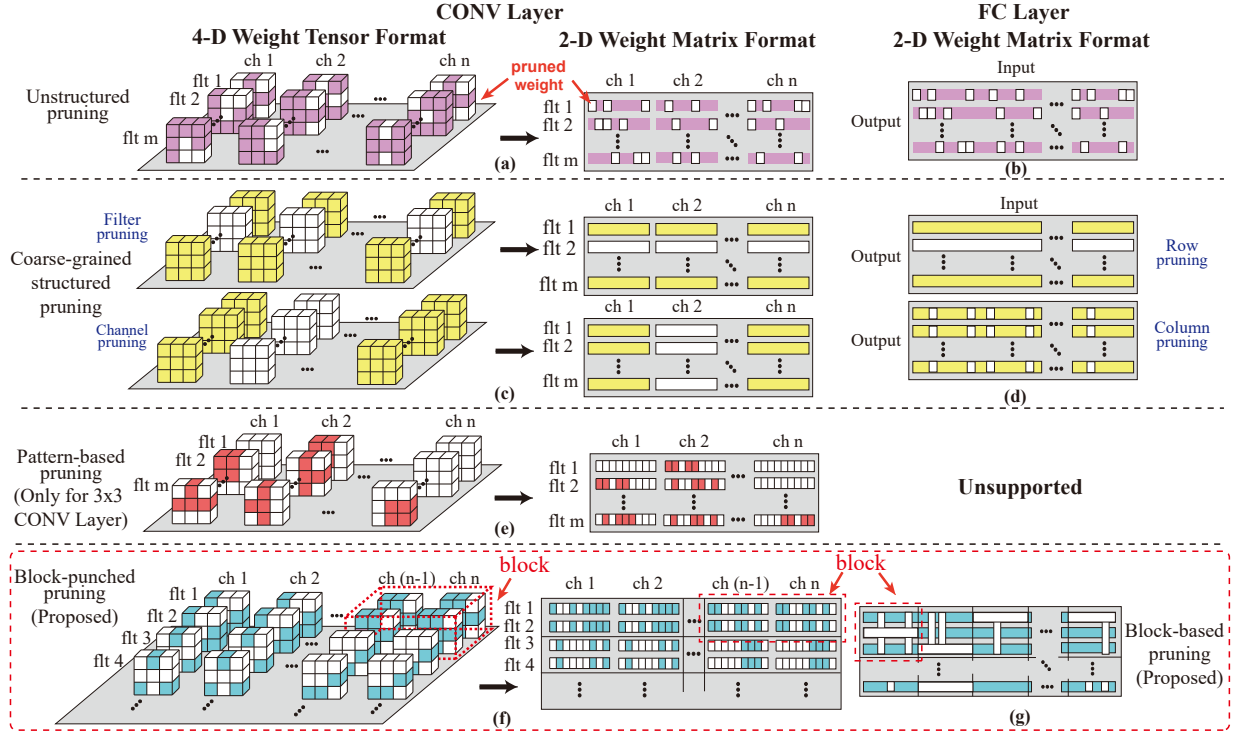 CONV Layer
FC Layer
4-D Weight Tensor Format
2-D Weight Matrix Format
2-D Weight Matrix Format
Unstructured
pruning
ch 1
ch 2
ch n
flt 1
flt 2
flt m
...
...
(a)
pruned
weight
ch 1
ch 2
ch n
flt 1
flt 2
flt m
Input
Output
(b)
Coarse-grained
structured
pruning
Filter
pruning
Channel
pruning
(c)
ch 1
ch 2
ch n
flt 1
flt 2
flt m
ch 1
ch 2
ch n
flt 1
flt 2
flt m
Input
Output
Row
pruning
Output
Column
pruning
(d)
Pattern-based
pruning
(Only for 3x3
CONV Layer)
ch 1
ch 2
ch n
flt 1
flt 2
flt m
(e)
ch 1
ch 2
ch n
flt 1
flt 2
flt m
Unsupported
Block-punched
pruning
(Proposed)
ch 1
ch 2
ch (n-1)
ch n
flt 1
flt 2
flt 3
flt 4
block
(f)
ch 1
ch 2
ch (n-1)
ch n
flt 1
flt 2
flt 3
flt 4
block
Block-based
pruning
(Proposed)
(g)